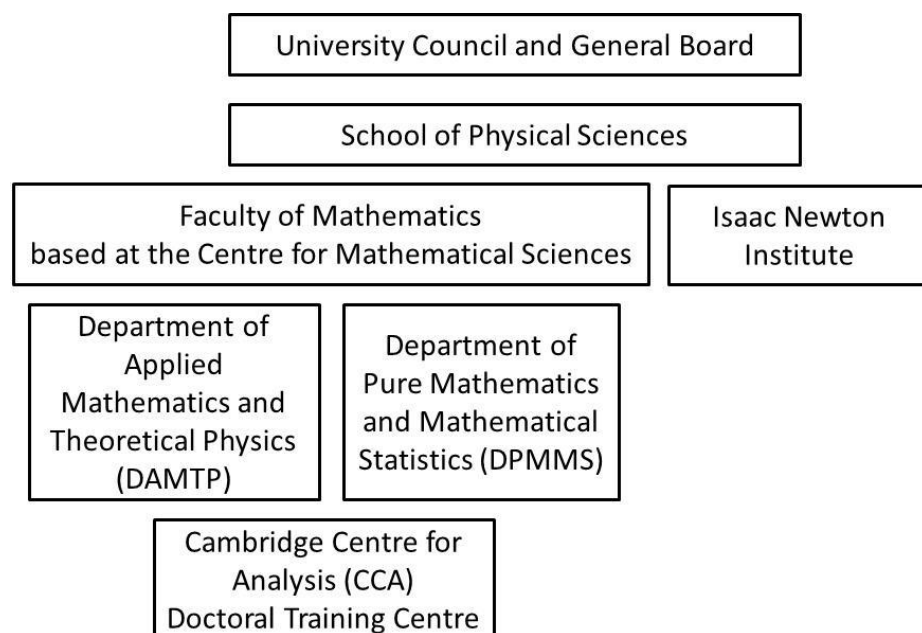 University Council and General Board
School of Physical Sciences
Faculty of Mathematics
based at the Centre for Mathematical Sciences
Isaac Newton
Institute
Department of
Applied
Mathematics and
Theoretical Physics
(DAMTP)
Department of
Pure Mathematics
and Mathematical
Statistics (DPMMS)
Cambridge Centre for
Analysis (CCA)
Doctoral Training Centre